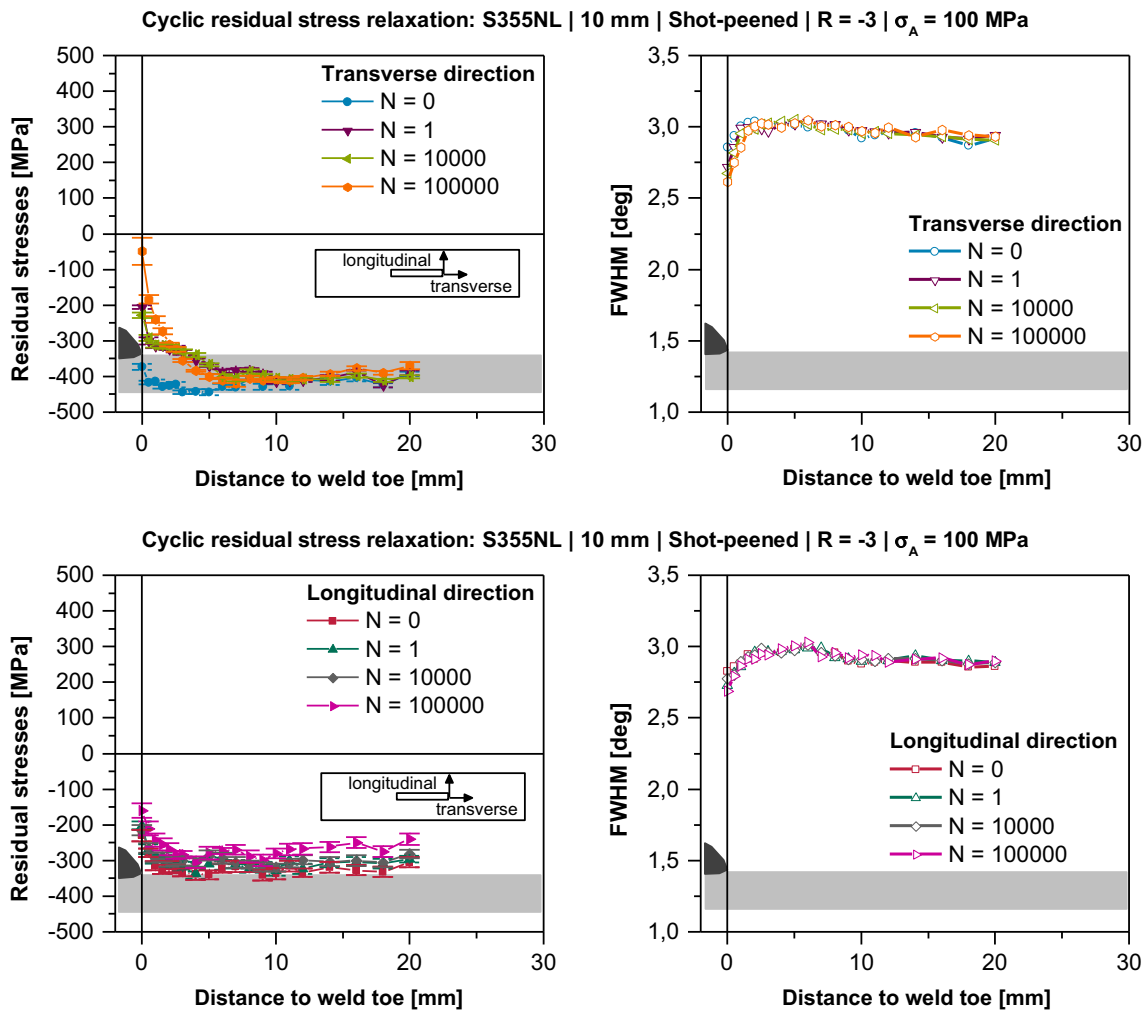 Cyclic residual stress relaxation: S355NL | 10 mm | Shot-peened | R = -3 | σA = 100 MPa
Residual stresses [MPa]
500
400
300
200
100
0
-100
-200
-300
-400
-500
Transverse direction
N = 0
N = 1
N = 10000
N = 100000
longitudinal
transverse
0
10
20
30
Distance to weld toe [mm]
FWHM [deg]
3,5
3,0
2,5
2,0
1,5
1,0
Transverse direction
N = 0
N = 1
N = 10000
N = 100000
0
10
20
30
Distance to weld toe [mm]
Cyclic residual stress relaxation: S355NL | 10 mm | Shot-peened | R = -3 | σA = 100 MPa
Residual stresses [MPa]
500
400
300
200
100
0
-100
-200
-300
-400
-500
Longitudinal direction
N = 0
N = 1
N = 10000
N = 100000
longitudinal
transverse
0
10
20
30
Distance to weld toe [mm]
FWHM [deg]
3,5
3,0
2,5
2,0
1,5
1,0
Longitudinal direction
N = 0
N = 1
N = 10000
N = 100000
0
10
20
30
Distance to weld toe [mm]